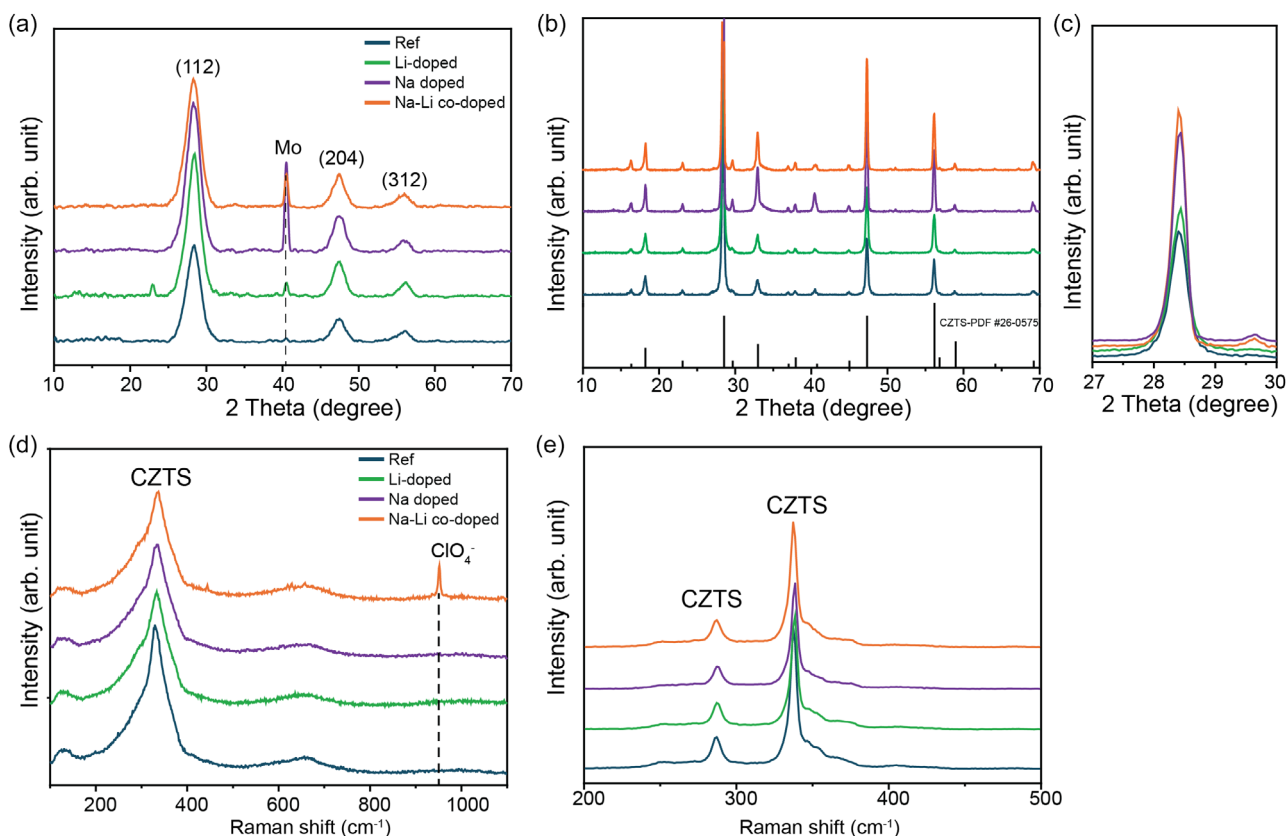 (a)
Ref
Li-doped
Na doped
Na-Li co-doped
(112)
Mo
(204)
(312)
Intensity (arb. unit)
10 20 30 40 50 60 70
2 Theta (degree)
(b)
Intensity (arb. unit)
CZTS-PDF #26-0575
10 20 30 40 50 60 70
2 Theta (degree)
(c)
Intensity (arb. unit)
27 28 29 30
2 Theta (degree)
(d)
Ref
Li-doped
Na doped
Na-Li co-doped
CZTS
ClO₄⁻
Intensity (arb. unit)
200 400 600 800 1000
Raman shift (cm⁻¹)
(e)
CZTS
CZTS
Intensity (arb. unit)
200 300 400 500
Raman shift (cm⁻¹)